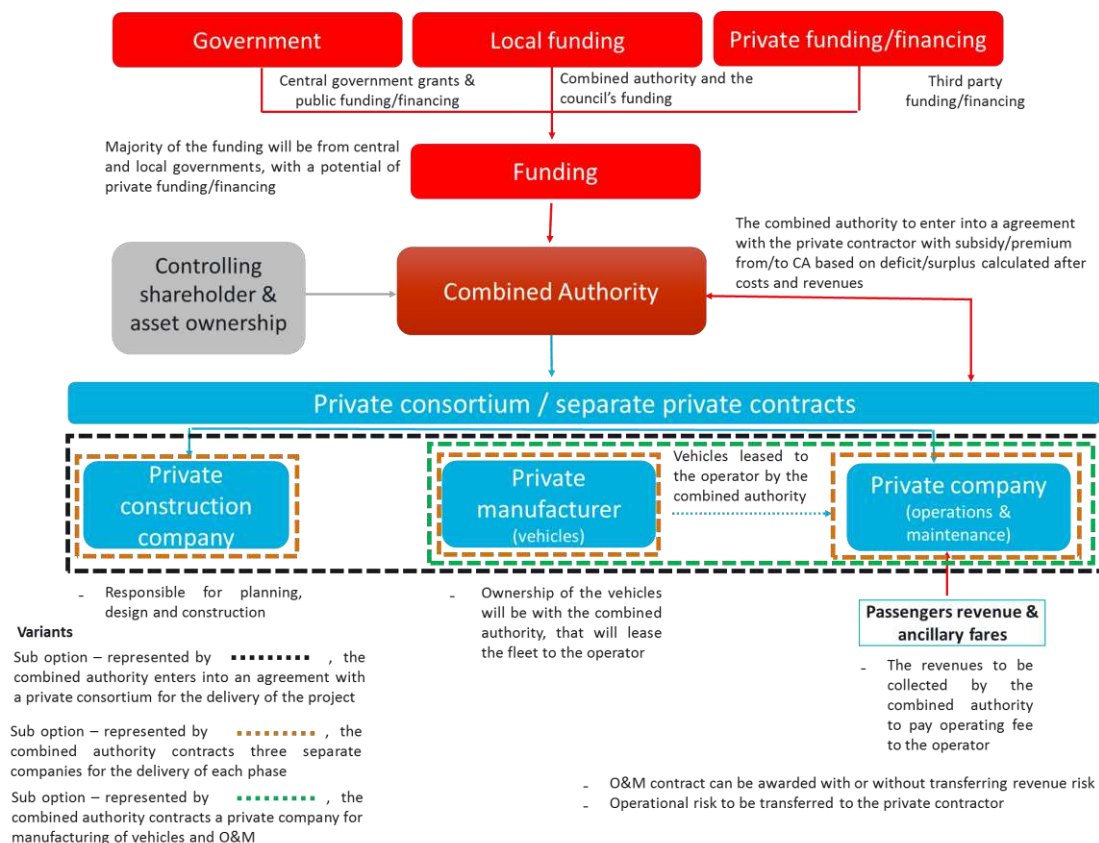 Government
Local funding
Private funding/financing
Central government grants &
public funding/financing
Combined authority and the
council's funding
Third party
funding/financing
Majority of the funding will be from central
and local governments, with a potential of
private funding/financing
Funding
The combined authority to enter into a agreement
with the private contractor with subsidy/premium
from/to CA based on deficit/surplus calculated after
costs and revenues
Controlling
shareholder &
asset ownership
Combined Authority
Private consortium / separate private contracts
Private
construction
company
Private
manufacturer
(vehicles)
Vehicles leased to
the operator by the
combined authority
Private company
(operations &
maintenance)
- Responsible for planning,
design and construction
- Ownership of the vehicles
will be with the combined
authority, that will lease
the fleet to the operator
Passengers revenue &
ancillary fares
- The revenues to be
collected by the
combined authority
to pay operating fee
to the operator
Variants
Sub option – represented by , the
combined authority enters into an agreement with
a private consortium for the delivery of the project
Sub option – represented by , the
combined authority contracts three separate
companies for the delivery of each phase
Sub option – represented by , the
combined authority contracts a private company for
manufacturing of vehicles and O&M
- O&M contract can be awarded with or without transferring revenue risk
- Operational risk to be transferred to the private contractor